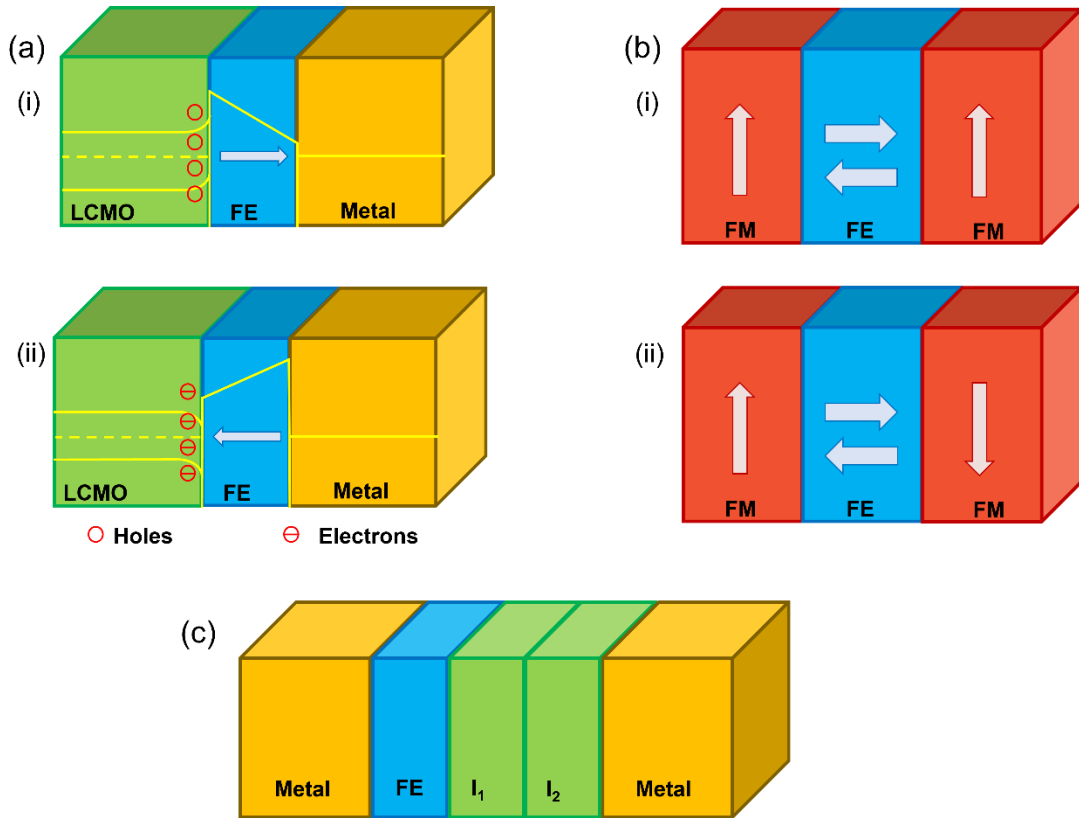 (a)
(i)
LCMO FE Metal
(ii)
LCMO FE Metal
Holes Electrons
(b)
(i)
FM FE FM
(ii)
FM FE FM
(c)
Metal FE I₁ I₂ Metal